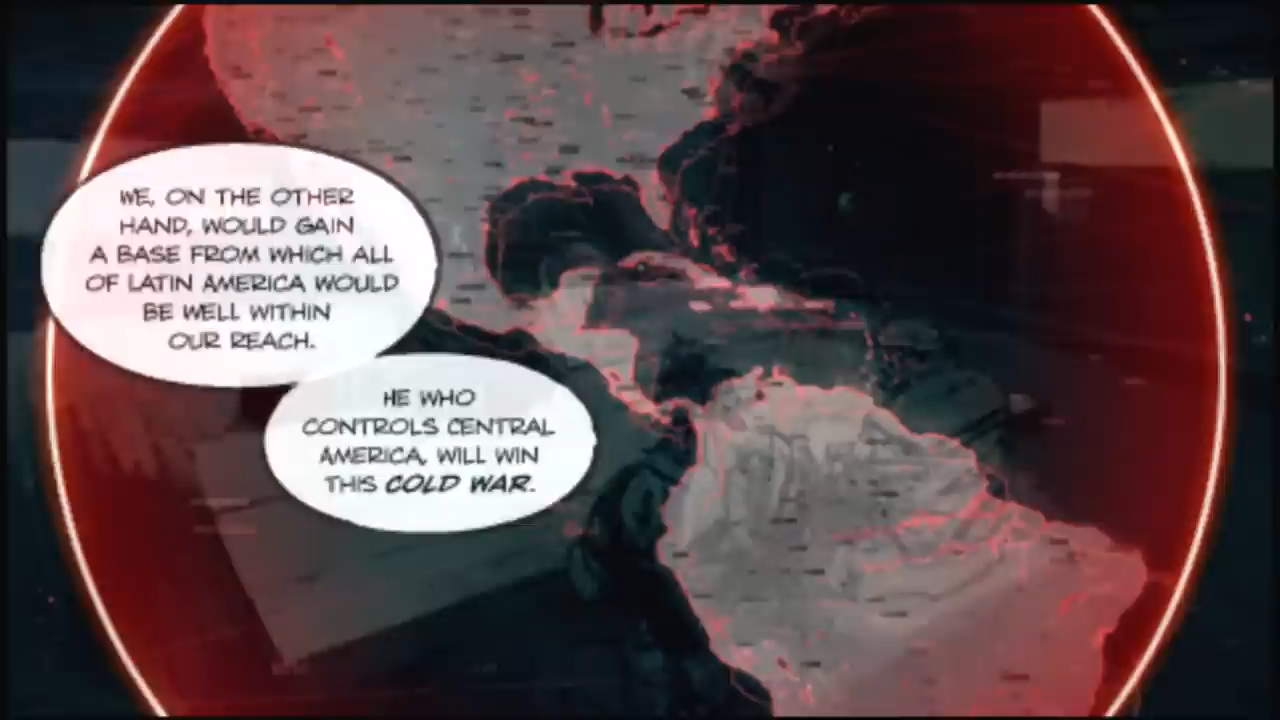 WE, ON THE OTHER
HAND, WOULD GAIN
A BASE FROM WHICH ALL
OF LATIN AMERICA WOULD
BE WELL WITHIN
OUR REACH.
HE WHO
CONTROLS CENTRAL
AMERICA, WILL WIN
THIS COLD WAR.